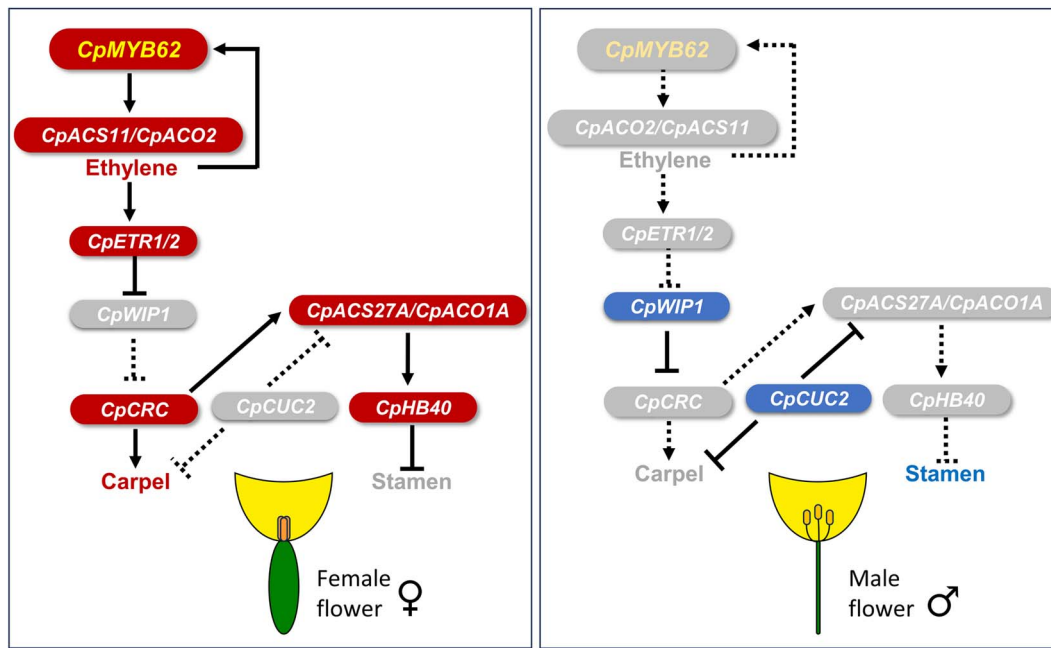 CpMYB62
CpACS11/CpACO2
Ethylene
CpETR1/2
CpWIP1
CpACS27A/CpACO1A
CpCRC
CpCUC2
CpHB40
Carpel
Stamen
Female
flower ♀
CpMYB62
CpACO2/CpACS11
Ethylene
CpETR1/2
CpWIP1
CpACS27A/CpACO1A
CpCRC
CpCUC2
CpHB40
Carpel
Stamen
Male
flower ♂